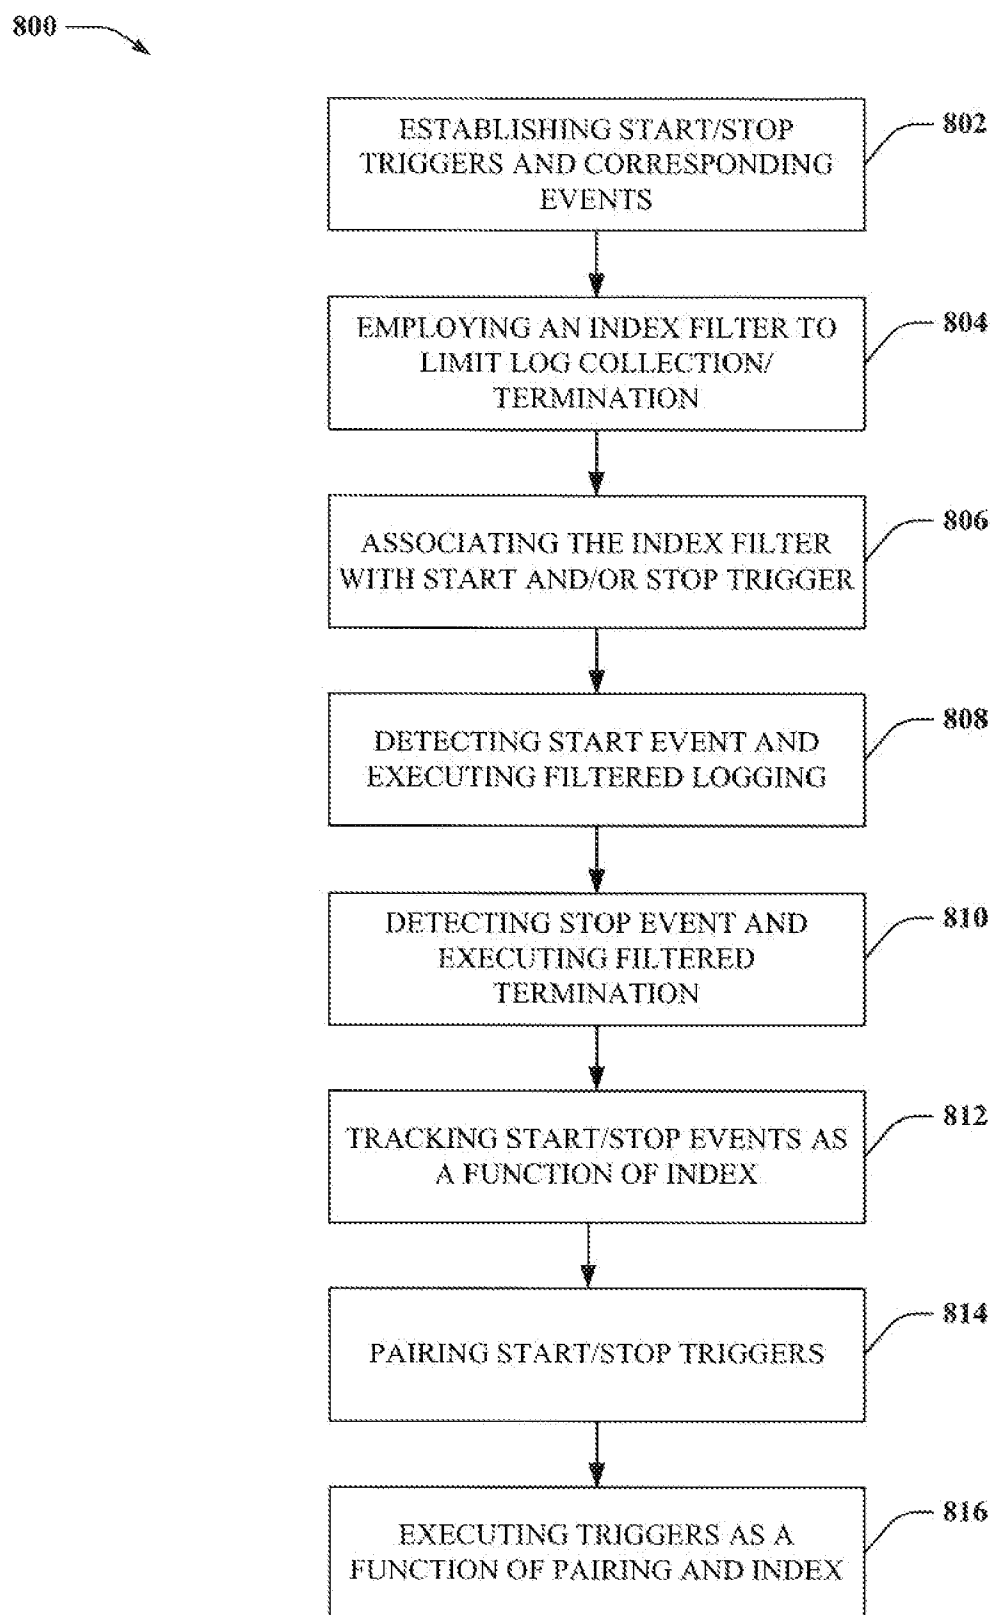 800
ESTABLISHING START/STOP
TRIGGERS AND CORRESPONDING
EVENTS
802
EMPLOYING AN INDEX FILTER TO
LIMIT LOG COLLECTION/
TERMINATION
804
ASSOCIATING THE INDEX FILTER
WITH START AND/OR STOP TRIGGER
806
DETECTING START EVENT AND
EXECUTING FILTERED LOGGING
808
DETECTING STOP EVENT AND
EXECUTING FILTERED
TERMINATION
810
TRACKING START/STOP EVENTS AS
A FUNCTION OF INDEX
812
PAIRING START/STOP TRIGGERS
814
EXECUTING TRIGGERS AS A
FUNCTION OF PAIRING AND INDEX
816